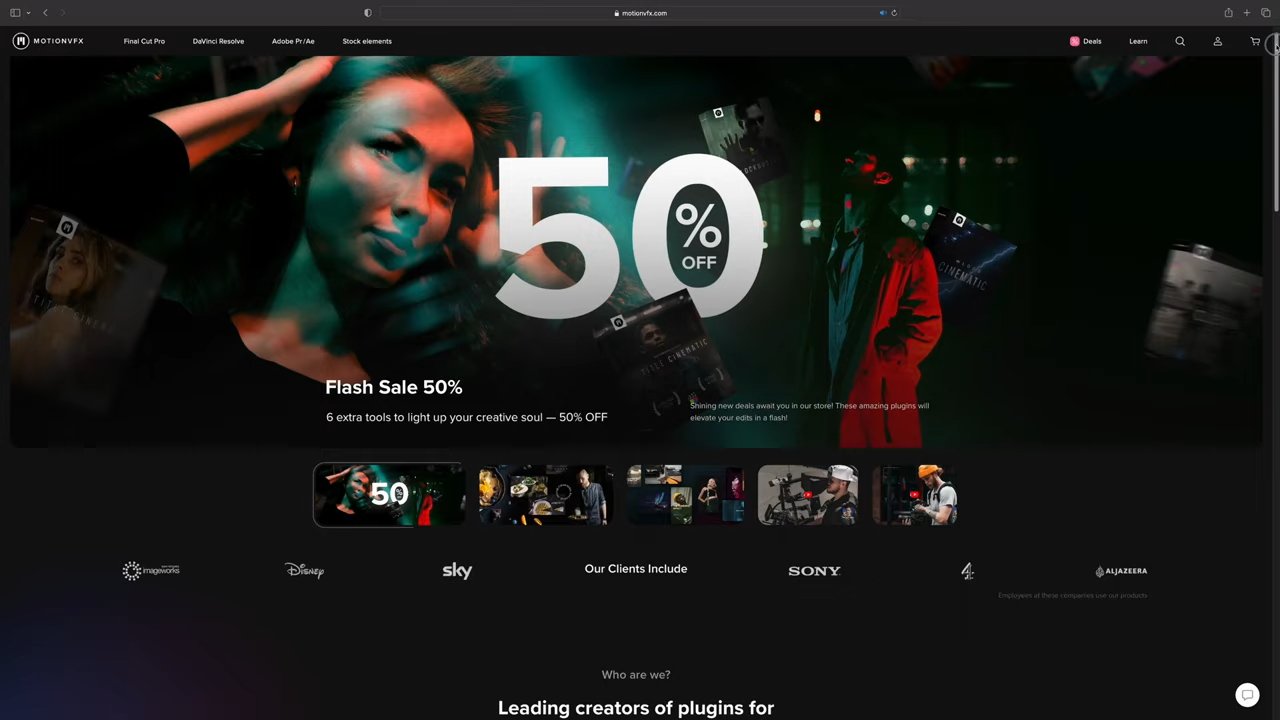 motionvfx.com
MOTIONVFX
Final Cut Pro
DaVinci Resolve
Adobe Pr/Ae
Stock elements
Deals
Learn
50
%
OFF
CINEMATIC
TITLE CINEMATIC
Flash Sale 50%
6 extra tools to light up your creative soul — 50% OFF
Shining new deals await you in our store! These amazing plugins will
elevate your edits in a flash!
50
imageworks
Disney
sky
Our Clients Include
SONY
4
ALJAZEERA
Employees at these companies use our products
Who are we?
Leading creators of plugins for